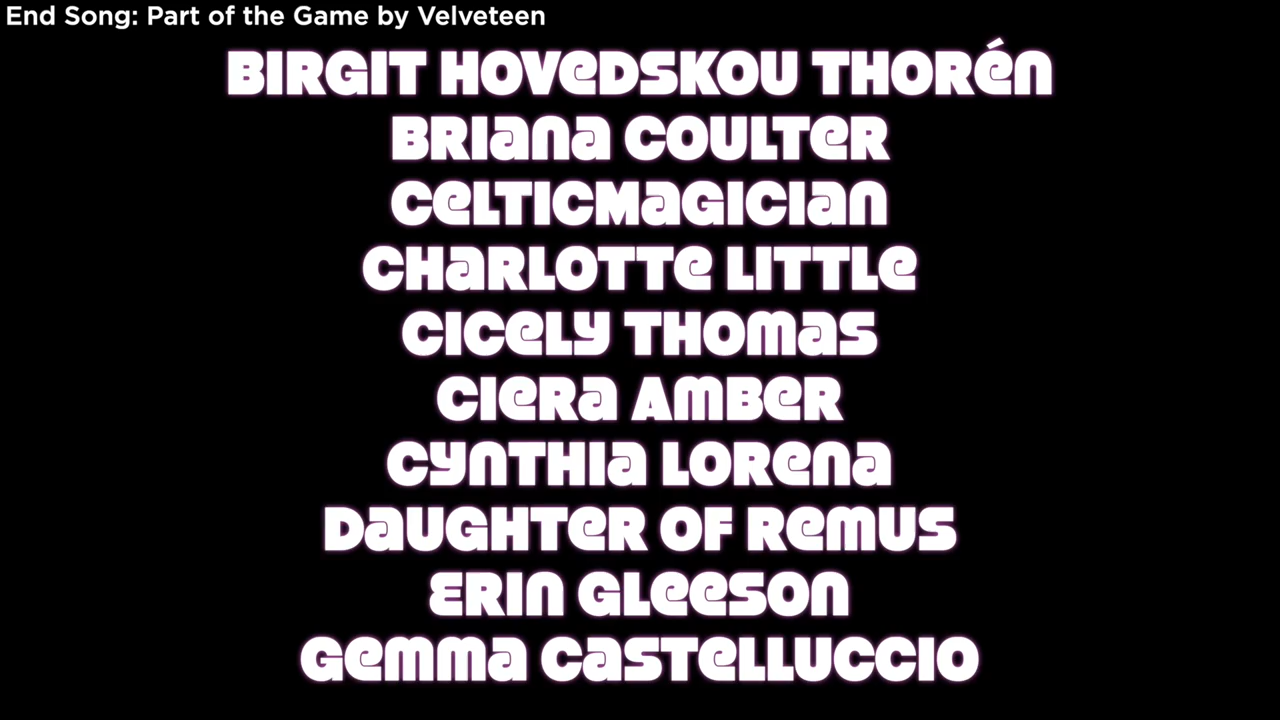 End Song: Part of the Game by Velveteen
BIRGIT HOVeDSKOU THORéN
BRIana COULTeR
CeLTICMaGICIan
CHaRLOTTe LITTLe
CICeLy THOmas
CIeRa AmBeR
CynTHIa LORena
DaUGHTeR OF RemUS
ERIn GLeeSOn
Gemma CaSTeLLUCCIO